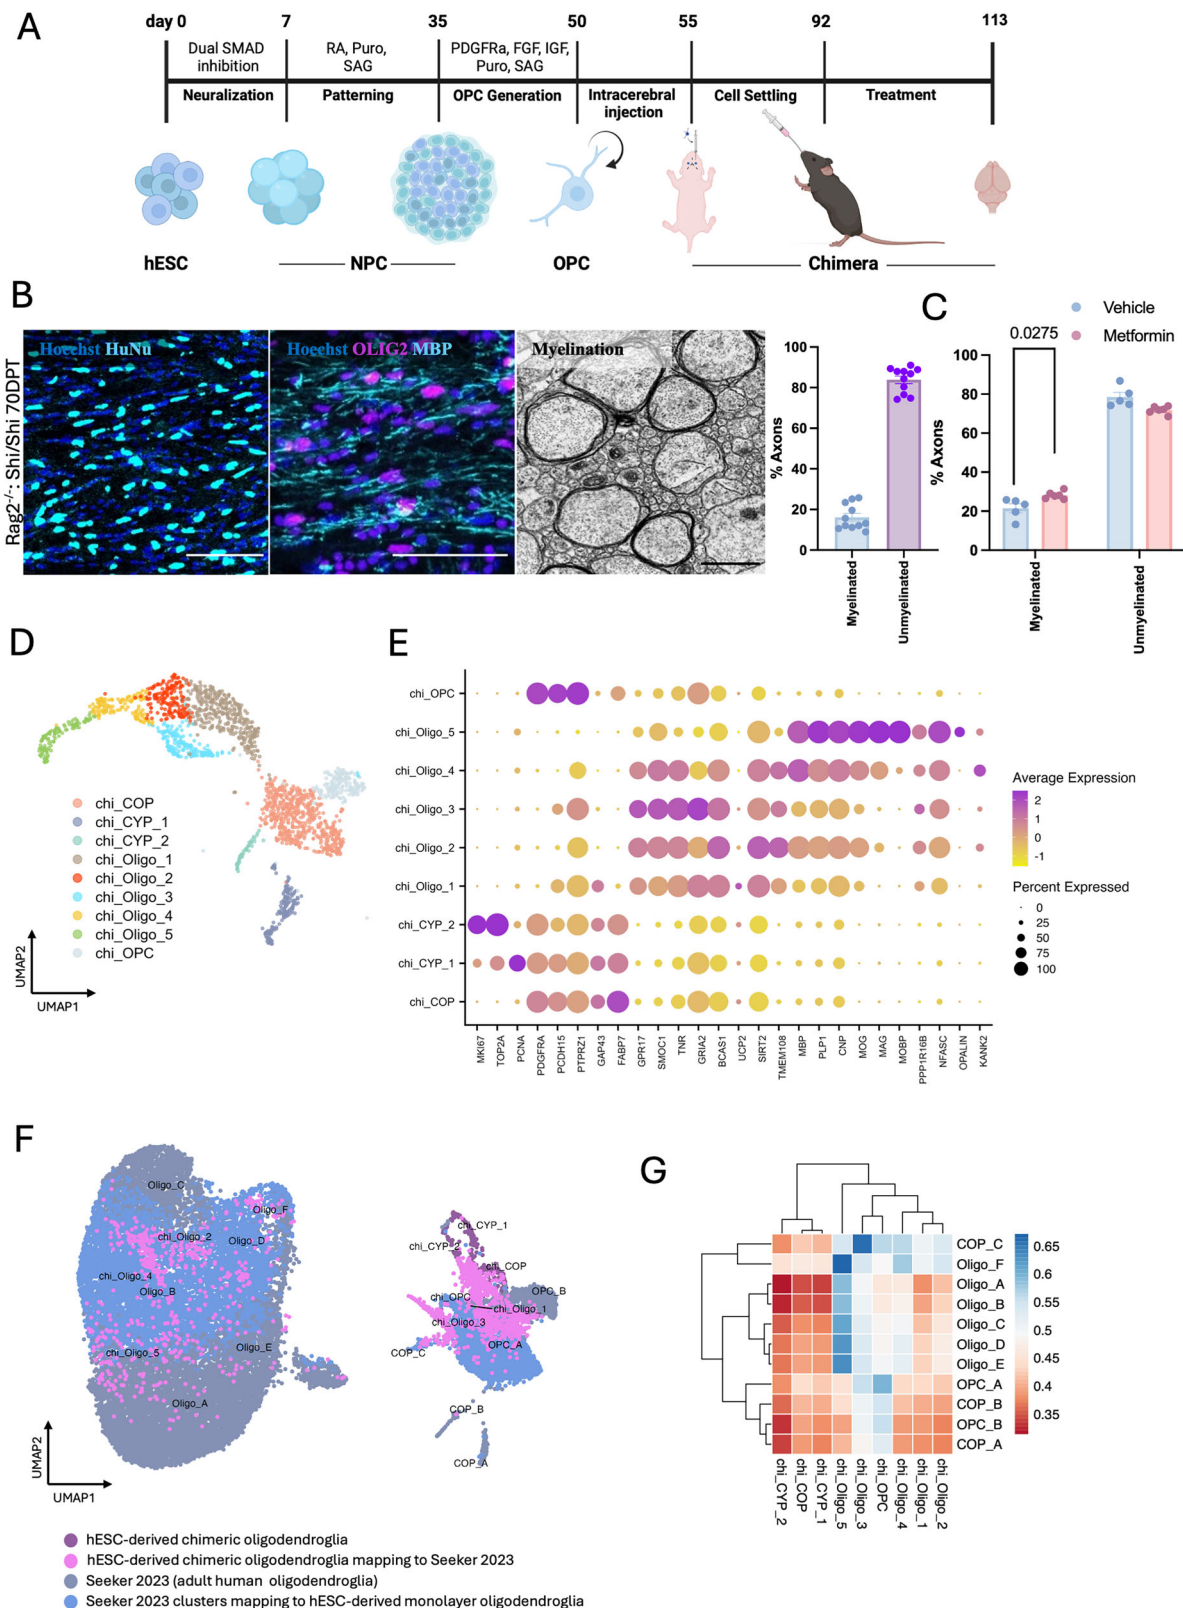 A
day 0 7 35 50 55 92 113
Dual SMAD
inhibition
RA, Puro,
SAG
PDGFRa, FGF, IGF,
Puro, SAG
Neuralization
Patterning
OPC Generation
Intracerebral
injection
Cell Settling
Treatment
hESC
NPC
OPC
Chimera
B
Rag2-/-: Shi/Shi 70DPT
Hoechst HuNu
Hoechst OLIG2 MBP
Myelination
% Axons
100
80
60
40
20
0
Myelinated
Unmyelinated
C
Vehicle
Metformin
0.0275
% Axons
100
80
60
40
20
0
Myelinated
Unmyelinated
D
chi_COP
chi_CYP_1
chi_CYP_2
chi_Oligo_1
chi_Oligo_2
chi_Oligo_3
chi_Oligo_4
chi_Oligo_5
chi_OPC
UMAP2
UMAP1
E
chi_OPC
chi_Oligo_5
chi_Oligo_4
chi_Oligo_3
chi_Oligo_2
chi_Oligo_1
chi_CYP_2
chi_CYP_1
chi_COP
MKI67
TOP2A
PCNA
PDGFRA
PCDH15
PTPRZ1
GAP43
FABP7
GPR17
SMOC1
TNR
GRIA2
BCAS1
UCP2
SIRT2
TMEM108
MBP
PLP1
CNP
MOG
MAG
MOBP
PPP1R16B
NFASC
OPALIN
KANK2
Average Expression
2
1
0
-1
Percent Expressed
0
25
50
75
100
F
Oligo_C
Oligo_F
chi_Oligo_2
Oligo_D
chi_Oligo_4
Oligo_B
chi_Oligo_5
Oligo_E
Oligo_A
chi_CYP_1
chi_CYP_2
chi_COP
OPC_B
chi_OPC
chi_Oligo_1
chi_Oligo_3
OPC_A
COP_C
COP_B
COP_A
UMAP2
UMAP1
hESC-derived chimeric oligodendroglia
hESC-derived chimeric oligodendroglia mapping to Seeker 2023
Seeker 2023 (adult human oligodendroglia)
Seeker 2023 clusters mapping to hESC-derived monolayer oligodendroglia
G
COP_C
Oligo_F
Oligo_A
Oligo_B
Oligo_C
Oligo_D
Oligo_E
OPC_A
COP_B
OPC_B
COP_A
chi_CYP_2
chi_COP
chi_CYP_1
chi_Oligo_5
chi_Oligo_3
chi_OPC
chi_Oligo_4
chi_Oligo_1
chi_Oligo_2
0.65
0.6
0.55
0.5
0.45
0.4
0.35